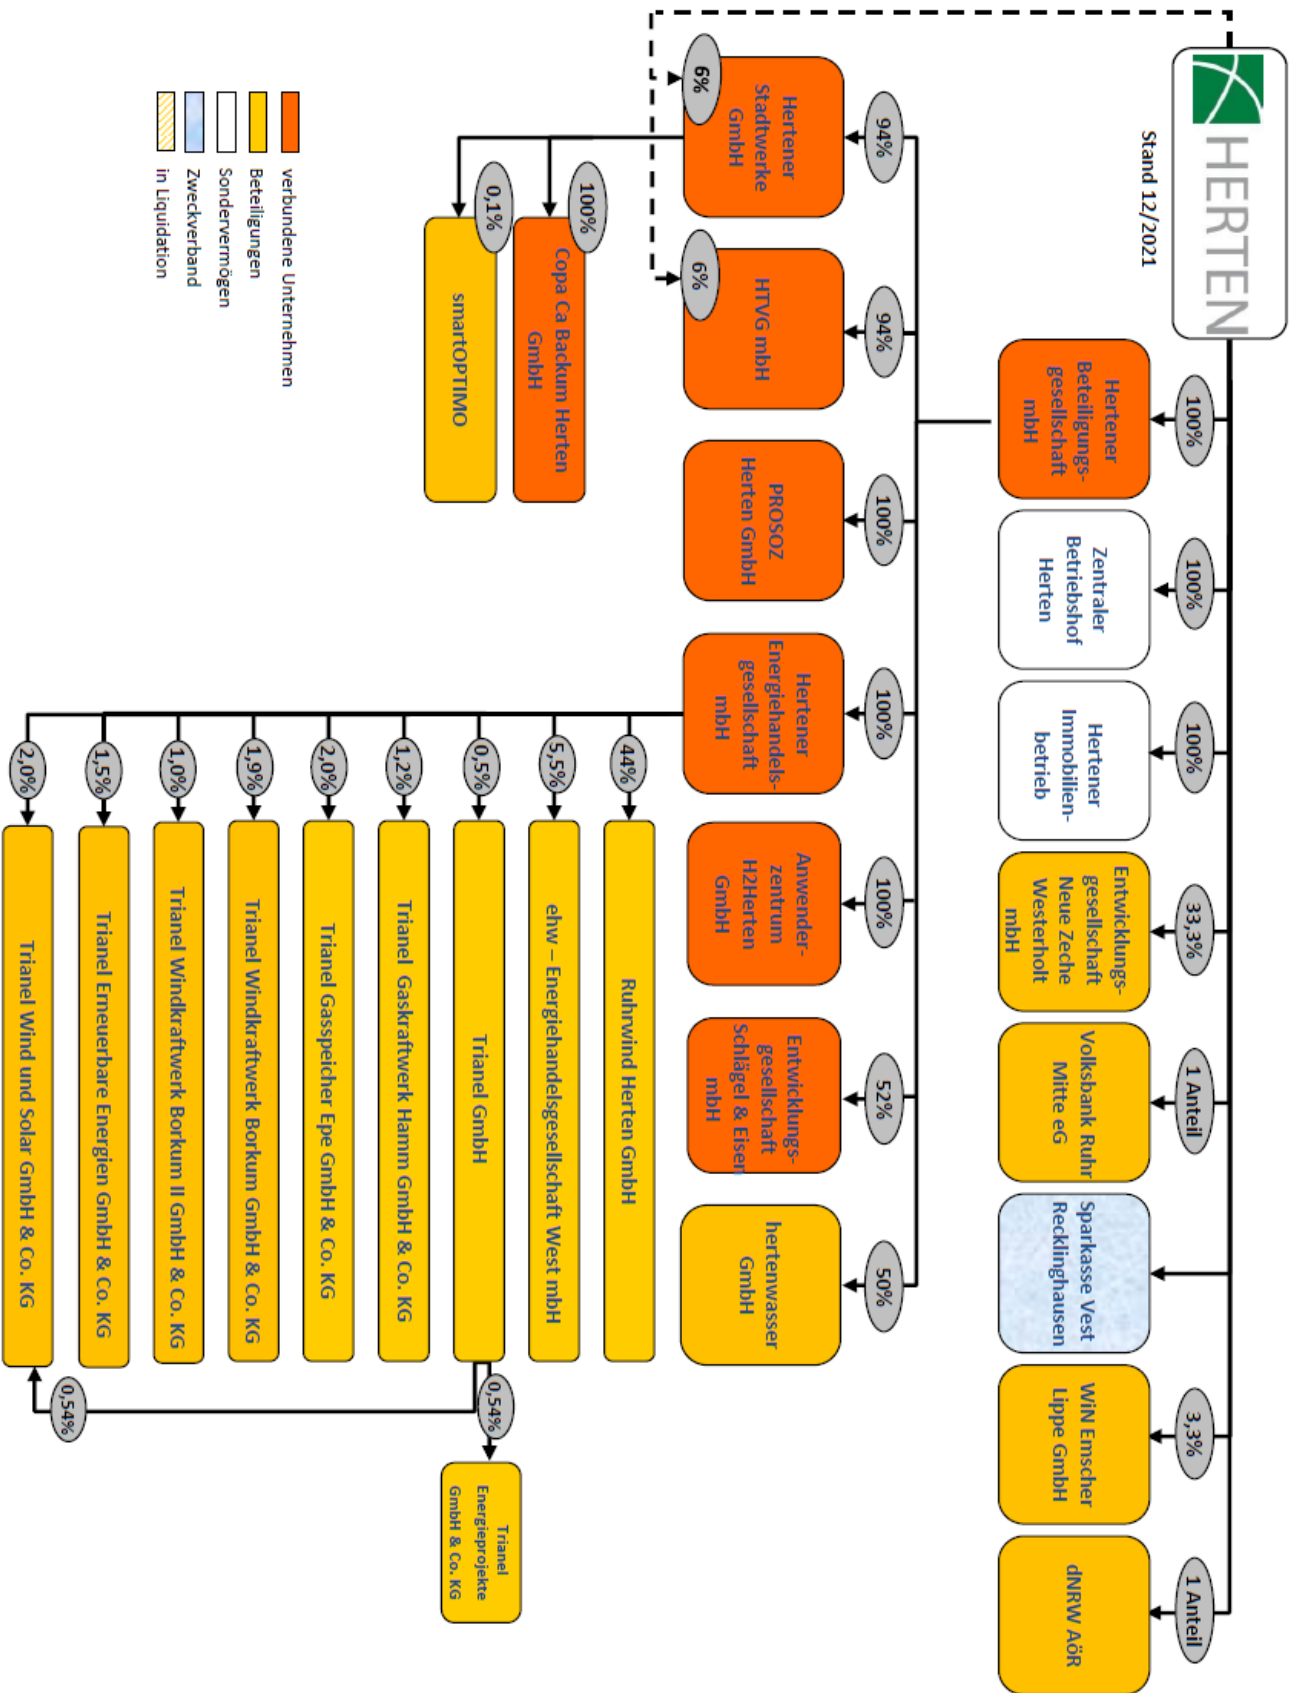 HERTEN
Stand 12/2021
100%
100%
100%
33,3%
1 Anteil
3,3%
1 Anteil
Hertener
Beteiligungs-
gesellschaft
mbH
Zentraler
Betriebshof
Herten
Hertener
Immobilien-
betrieb
Entwicklungs-
gesellschaft
Neue Zeche
Westerholt
mbH
Volksbank Ruhr
Mitte eG
Sparkasse Vest
Recklinghausen
WiN Emscher
Lippe GmbH
dNRW AöR
94%
94%
100%
100%
100%
52%
50%
Hertener
Stadtwerke
GmbH
6%
HTVG mbH
6%
PROSOZ
Herten GmbH
Hertener
Energiehandels-
gesellschaft
mbH
Anwender-
zentrum
H2Herten
GmbH
Entwicklungs-
gesellschaft
Schlägel & Eisen
mbH
hertenwasser
GmbH
100%
Copa Ca Backum Herten
GmbH
0,1%
smartOPTIMO
44%
Ruhrwind Herten GmbH
5,5%
ehw – Energiehandelsgesellschaft West mbH
0,5%
Trianel GmbH
0,54%
Trianel
Energieprojekte
GmbH & Co. KG
1,2%
Trianel Gaskraftwerk Hamm GmbH & Co. KG
2,0%
Trianel Gasspeicher Epe GmbH & Co. KG
1,9%
Trianel Windkraftwerk Borkum GmbH & Co. KG
1,0%
Trianel Windkraftwerk Borkum II GmbH & Co. KG
1,5%
Trianel Erneuerbare Energien GmbH & Co. KG
2,0%
Trianel Wind und Solar GmbH & Co. KG
0,54%
verbundene Unternehmen
Beteiligungen
Sondervermögen
Zweckverband
in Liquidation